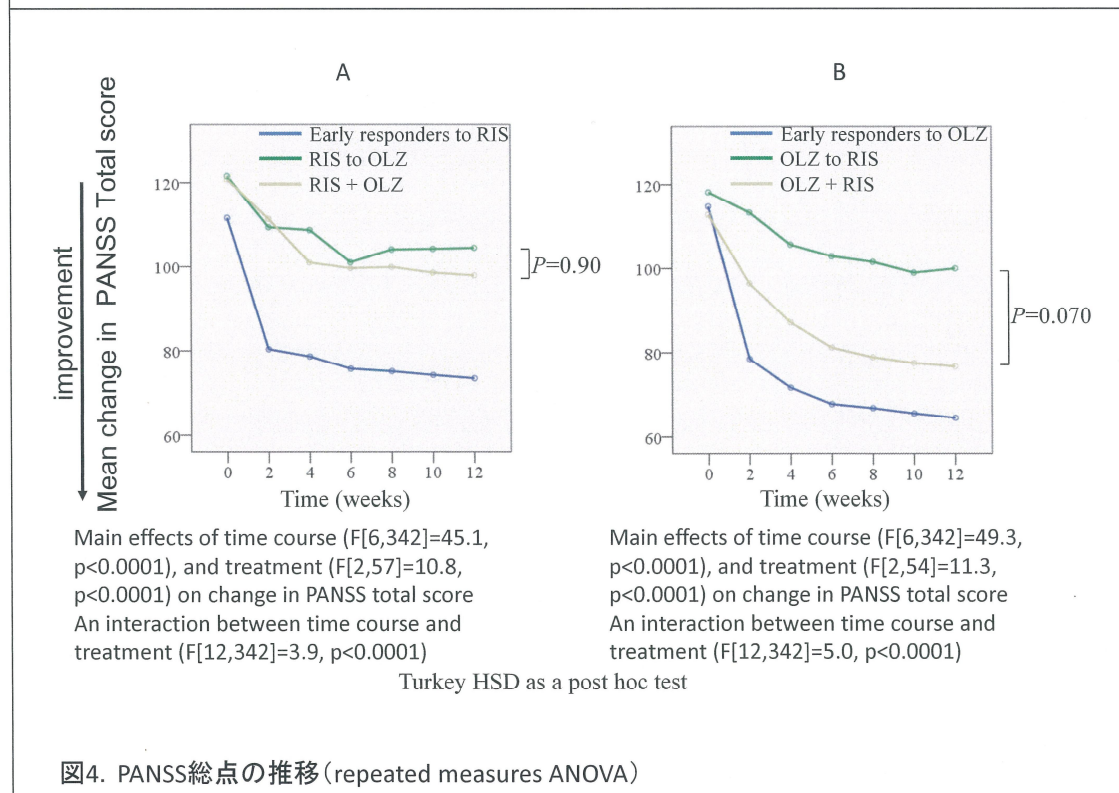 A
Mean change in PANSS Total score
improvement
Early responders to RIS
RIS to OLZ
RIS + OLZ
120
100
80
60
0 2 4 6 8 10 12
Time (weeks)
P=0.90
Main effects of time course (F[6,342]=45.1,
p<0.0001), and treatment (F[2,57]=10.8,
p<0.0001) on change in PANSS total score
An interaction between time course and
treatment (F[12,342]=3.9, p<0.0001)
B
Early responders to OLZ
OLZ to RIS
OLZ + RIS
120
100
80
60
0 2 4 6 8 10 12
Time (weeks)
P=0.070
Main effects of time course (F[6,342]=49.3,
p<0.0001), and treatment (F[2,54]=11.3,
p<0.0001) on change in PANSS total score
An interaction between time course and
treatment (F[12,342]=5.0, p<0.0001)
Turkey HSD as a post hoc test
図4. PANSS総点の推移（repeated measures ANOVA）